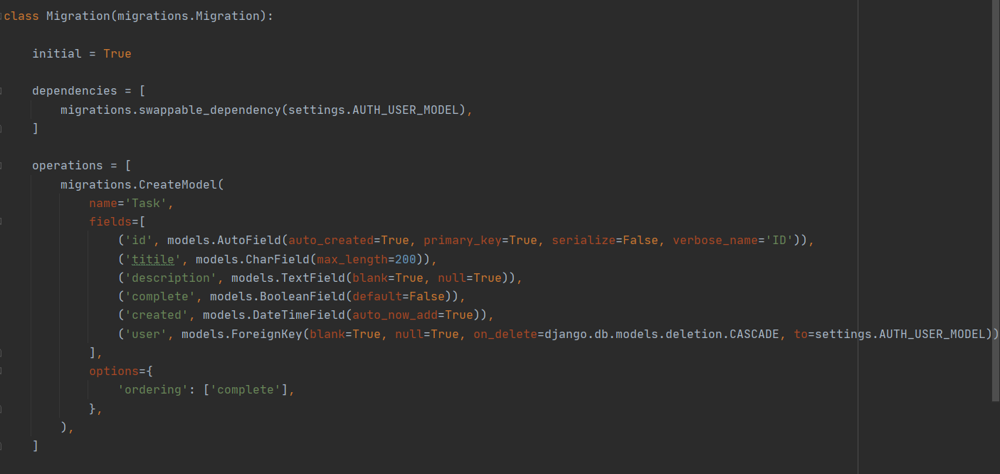 class Migration(migrations.Migration):
initial = True
dependencies = [
migrations.swappable_dependency(settings.AUTH_USER_MODEL),
]
operations = [
migrations.CreateModel(
name='Task',
fields=[
('id', models.AutoField(auto_created=True, primary_key=True, serialize=False, verbose_name='ID')),
('titile', models.CharField(max_length=200)),
('description', models.TextField(blank=True, null=True)),
('complete', models.BooleanField(default=False)),
('created', models.DateTimeField(auto_now_add=True)),
('user', models.ForeignKey(blank=True, null=True, on_delete=django.db.models.deletion.CASCADE, to=settings.AUTH_USER_MODEL))
],
options={
'ordering': ['complete'],
},
),
]